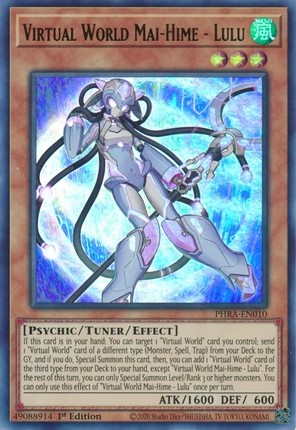 VIRTUAL WORLD MAI-HIME - LULU
WIND
風
PHRA-EN010
[PSYCHIC/TUNER/EFFECT]
If this card is in your hand: You can target 1 "Virtual World" card you control; send
1 "Virtual World" card of a different type (Monster, Spell, Trap) from your Deck to the
GY, and if you do, Special Summon this card, then, you can add 1 "Virtual World" card of
the third type from your Deck to your hand, except "Virtual World Mai-Hime - Lulu". For
the rest of this turn, you can only Special Summon Level/Rank 3 or higher monsters. You
can only use this effect of "Virtual World Mai-Hime - Lulu" once per turn.
ATK/1600 DEF/ 600
49088914 1st Edition ©2020 Studio Dice/SHUEISHA, TV TOKYO, KONAMI